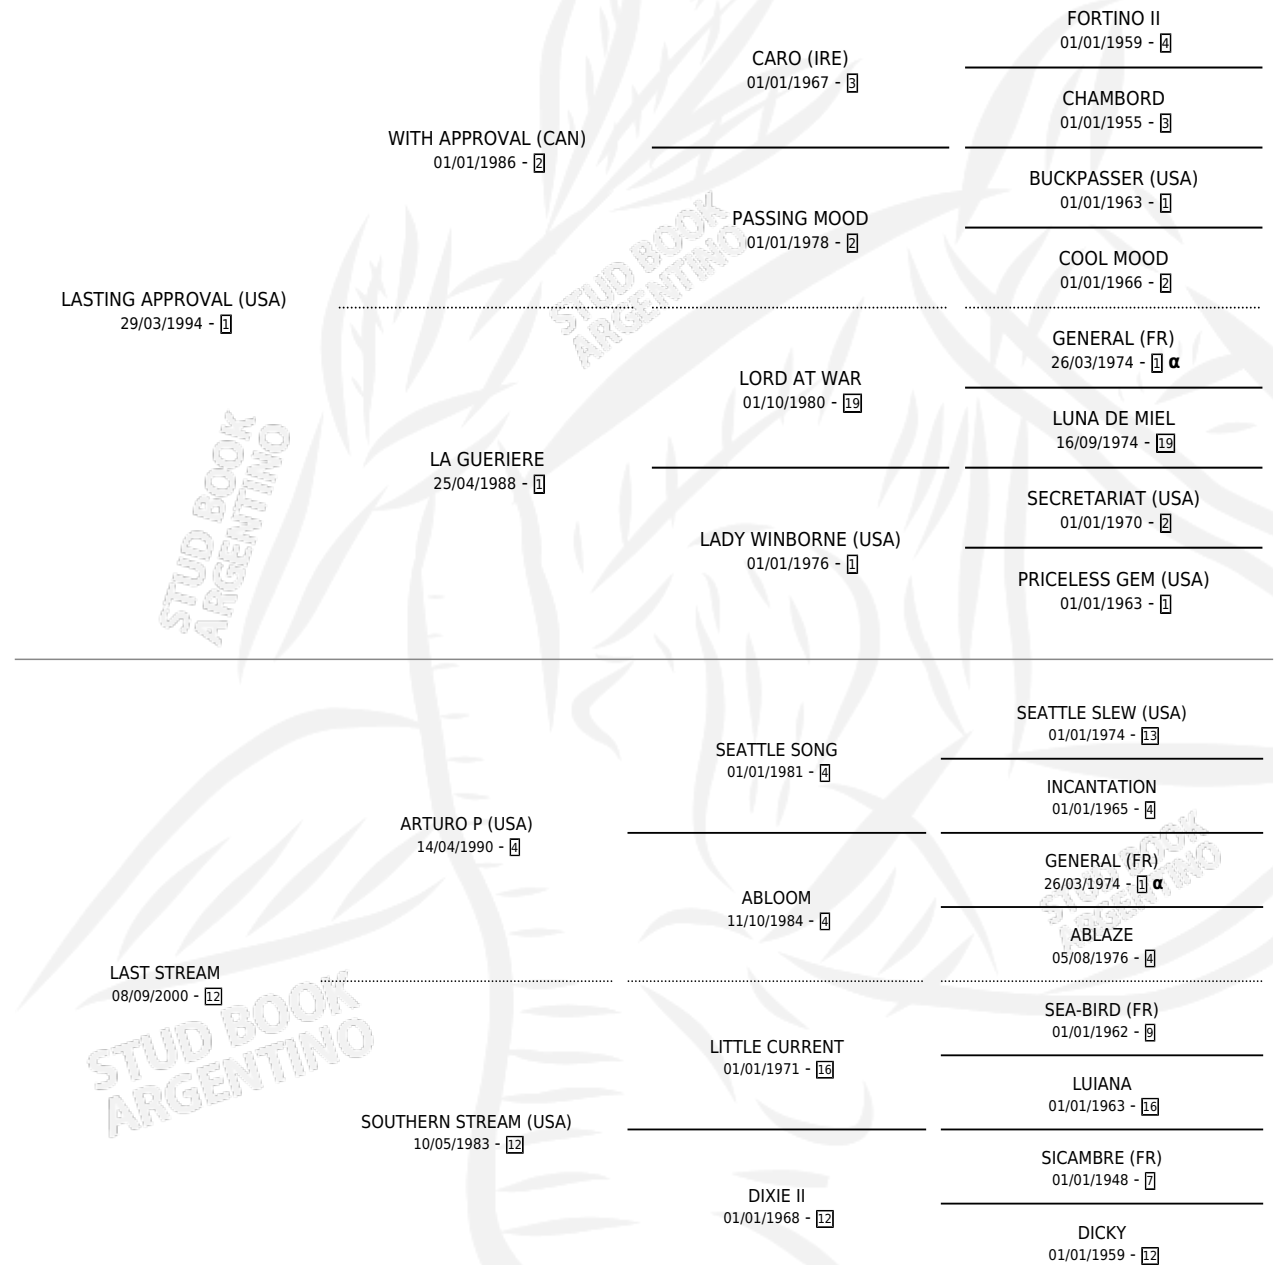 FORTINO II
01/01/1959 - 4
CARO (IRE)
01/01/1967 - 3
CHAMBORD
01/01/1955 - 3
WITH APPROVAL (CAN)
01/01/1986 - 2
BUCKPASSER (USA)
01/01/1963 - 1
PASSING MOOD
01/01/1978 - 2
COOL MOOD
01/01/1966 - 2
LASTING APPROVAL (USA)
29/03/1994 - 1
GENERAL (FR)
26/03/1974 - 1 α
LORD AT WAR
01/10/1980 - 19
LUNA DE MIEL
16/09/1974 - 19
LA GUERIERE
25/04/1988 - 1
SECRETARIAT (USA)
01/01/1970 - 2
LADY WINBORNE (USA)
01/01/1976 - 1
PRICELESS GEM (USA)
01/01/1963 - 1
SEATTLE SLEW (USA)
01/01/1974 - 13
SEATTLE SONG
01/01/1981 - 4
INCANTATION
01/01/1965 - 4
ARTURO P (USA)
14/04/1990 - 4
GENERAL (FR)
26/03/1974 - 1 α
ABLOOM
11/10/1984 - 4
ABLAZE
05/08/1976 - 4
LAST STREAM
08/09/2000 - 12
SEA-BIRD (FR)
01/01/1962 - 9
LITTLE CURRENT
01/01/1971 - 16
LUIANA
01/01/1963 - 16
SOUTHERN STREAM (USA)
10/05/1983 - 12
SICAMBRE (FR)
01/01/1948 - 7
DIXIE II
01/01/1968 - 12
DICKY
01/01/1959 - 12
STUD BOOK
ARGENTINO
STUD BOOK
ARGENTINO
STUD BOOK
ARGENTINO
STUD BOOK
ARGENTINO